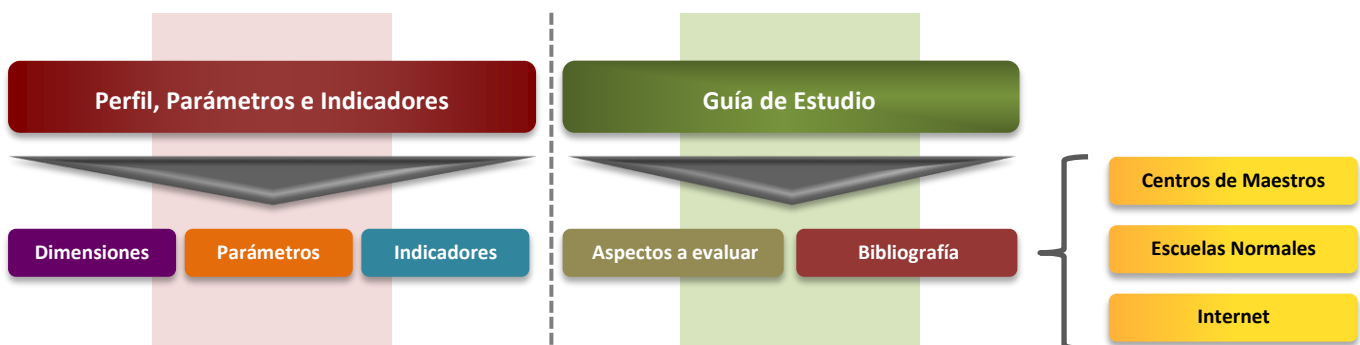 Perfil, Parámetros e Indicadores
Guía de Estudio
Dimensiones
Parámetros
Indicadores
Aspectos a evaluar
Bibliografía
Centros de Maestros
Escuelas Normales
Internet